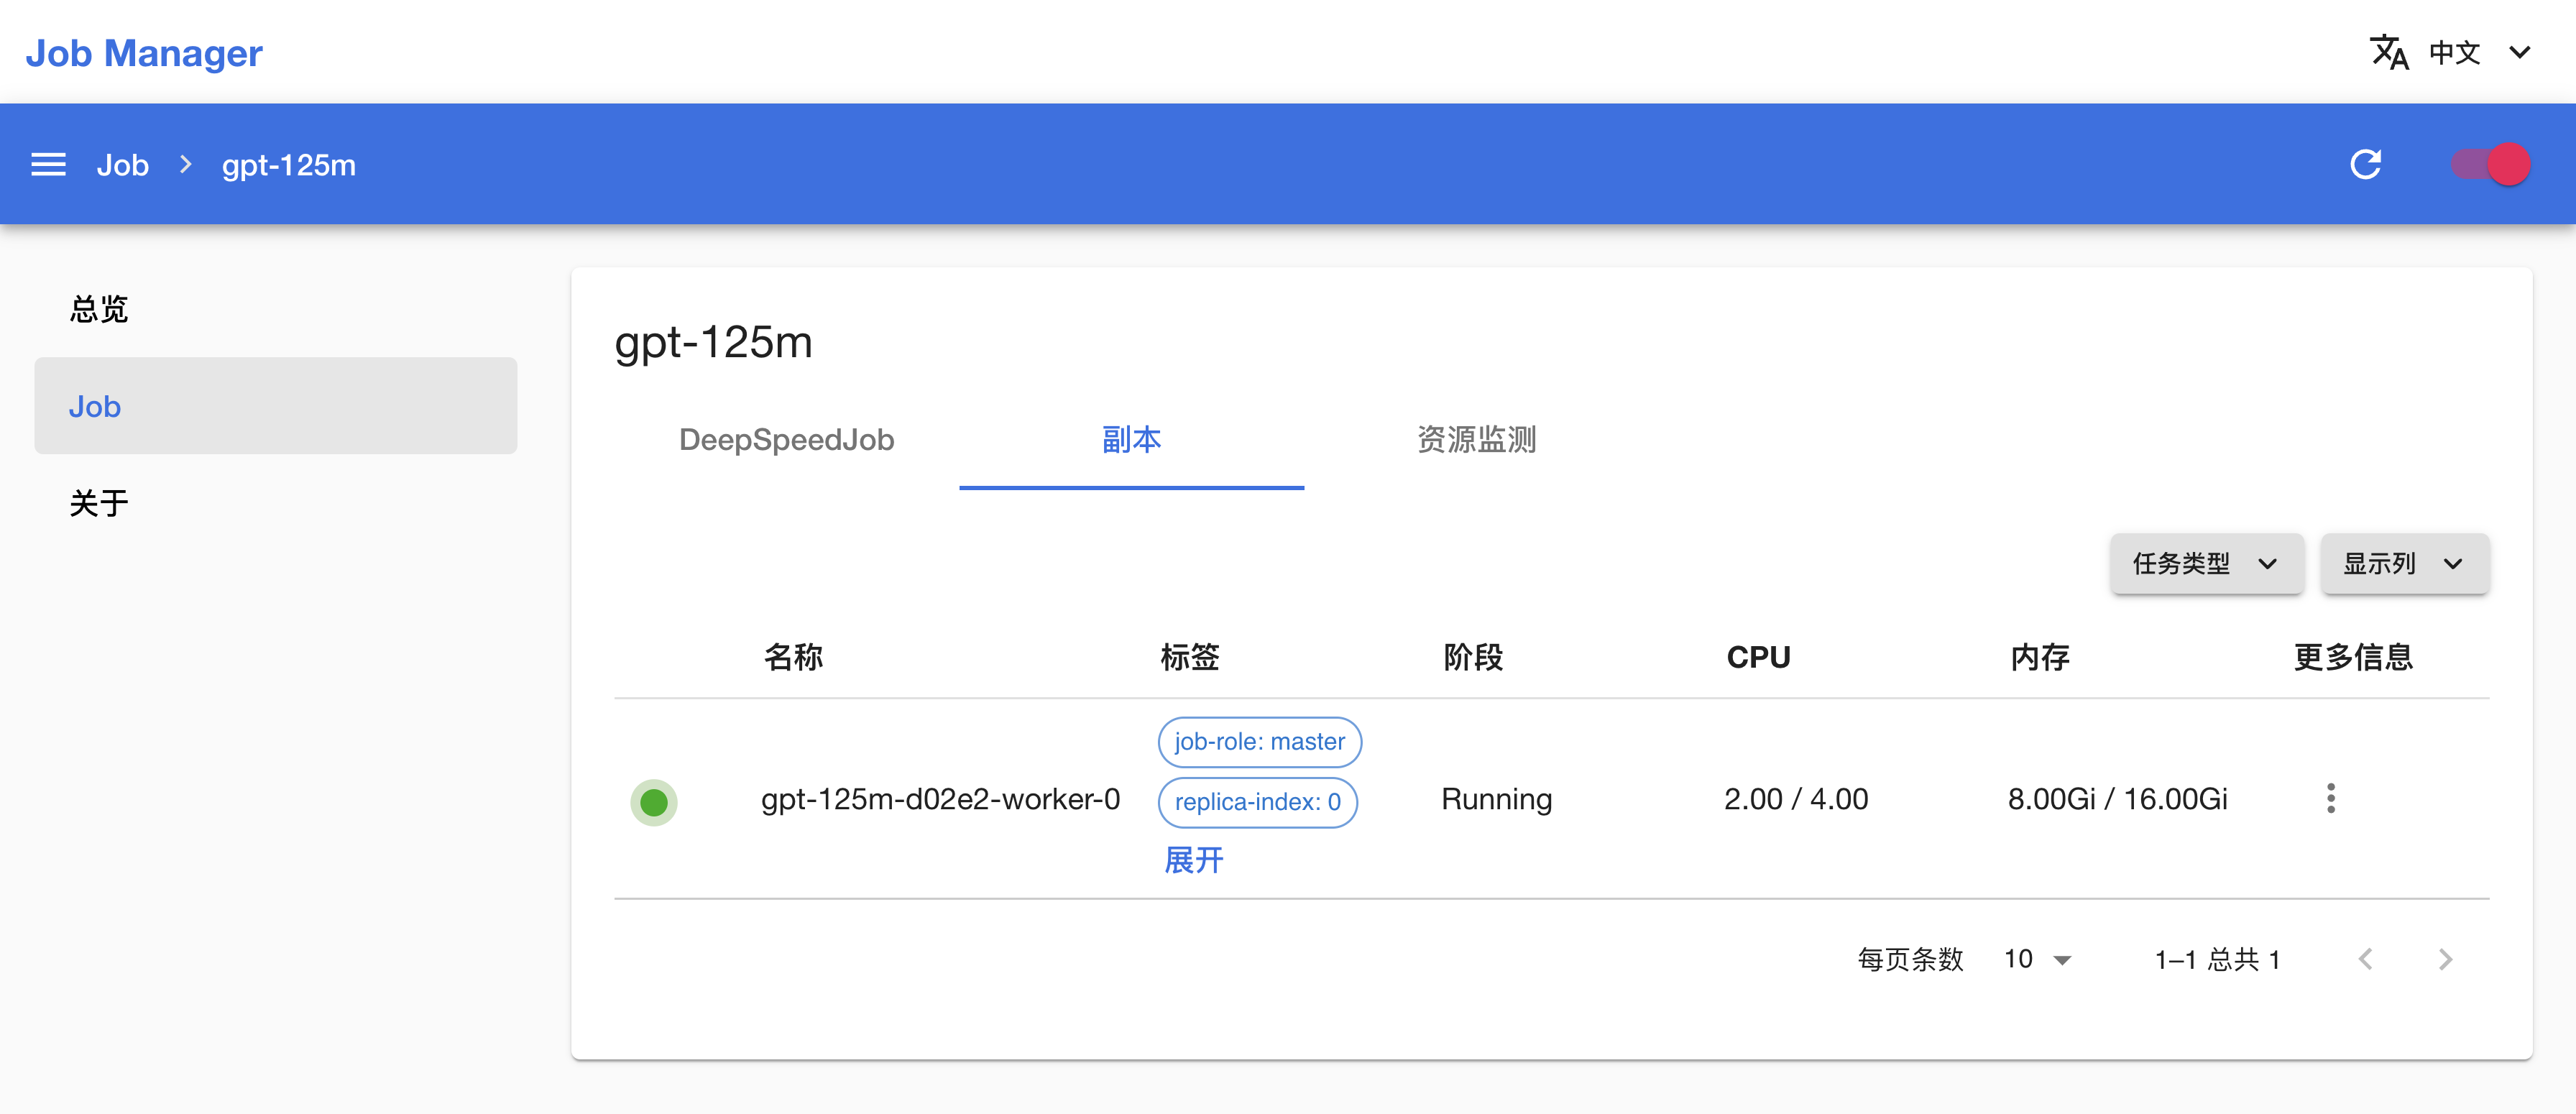 Job Manager
中文
Job
gpt-125m
总览
Job
关于
gpt-125m
DeepSpeedJob
副本
资源监测
任务类型
显示列
名称 标签 阶段 CPU 内存 更多信息
job-role: master
replica-index: 0
展开
gpt-125m-d02e2-worker-0
Running
2.00 / 4.00
8.00Gi / 16.00Gi
每页条数 10 1–1 总共 1